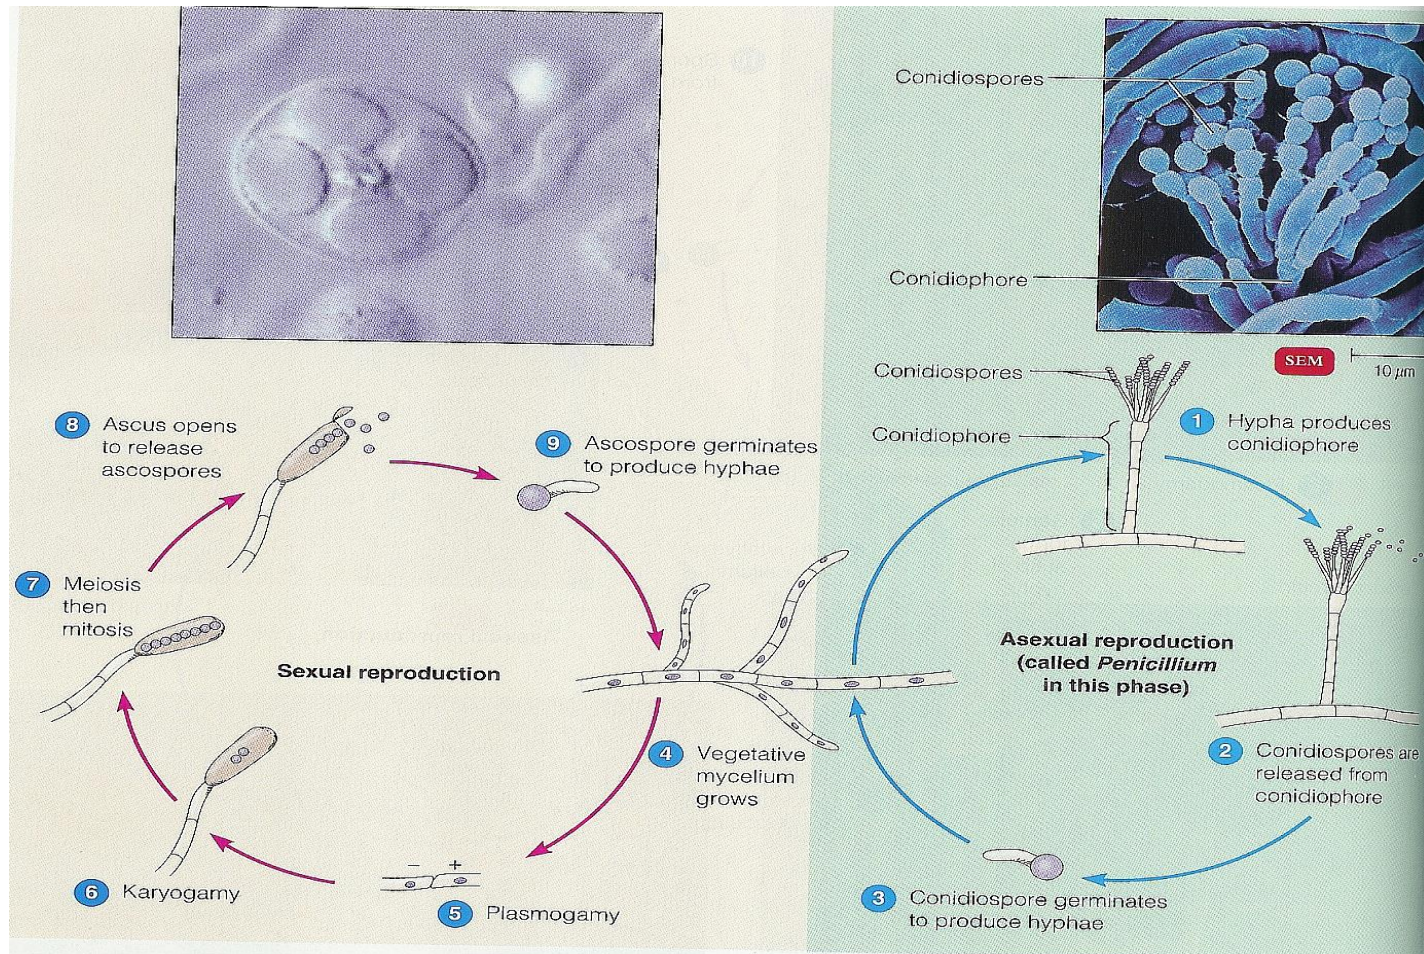 Conidiospores
Conidiophore
SEM
10 µm
Conidiospores
Conidiophore
1 Hypha produces
conidiophore
8 Ascus opens
to release
ascospores
9 Ascospore germinates
to produce hyphae
7 Meiosis
then
mitosis
Sexual reproduction
Asexual reproduction
(called Penicillium
in this phase)
4 Vegetative
mycelium
grows
2 Conidiospores are
released from
conidiophore
6 Karyogamy
− +
5 Plasmogamy
3 Conidiospore germinates
to produce hyphae